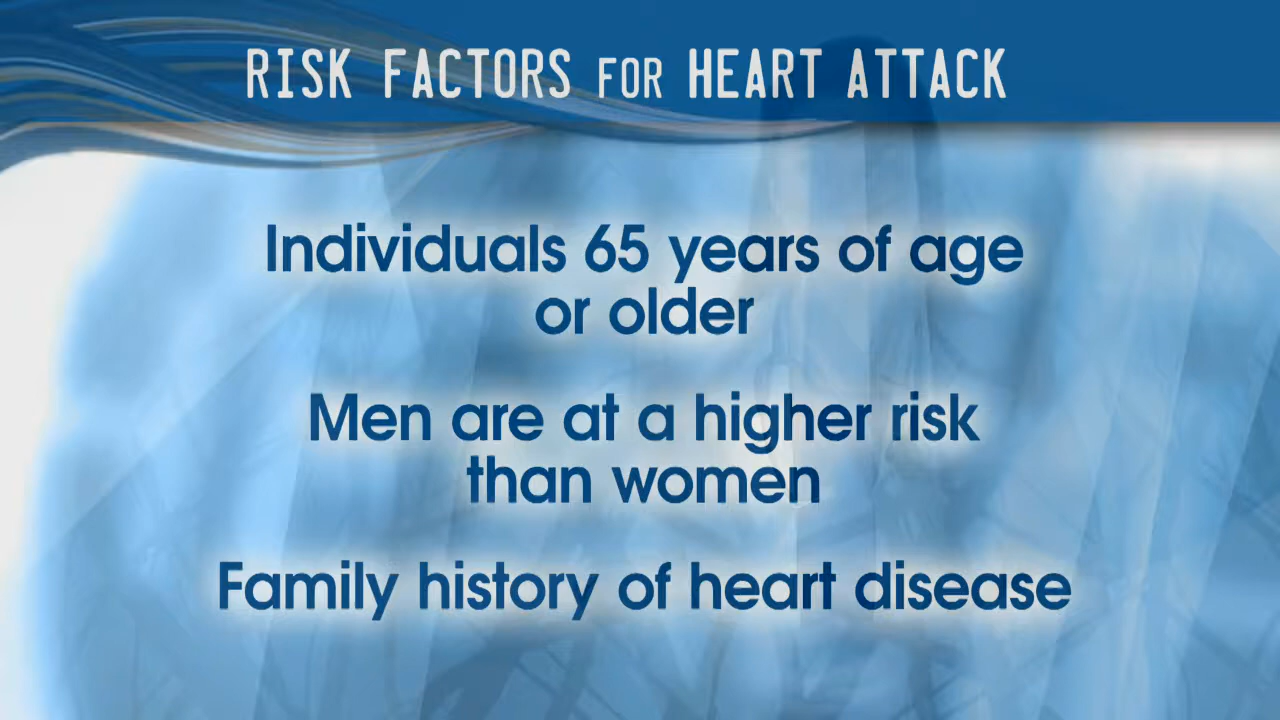 RISK FACTORS FOR HEART ATTACK
Individuals 65 years of age
or older
Men are at a higher risk
than women
Family history of heart disease